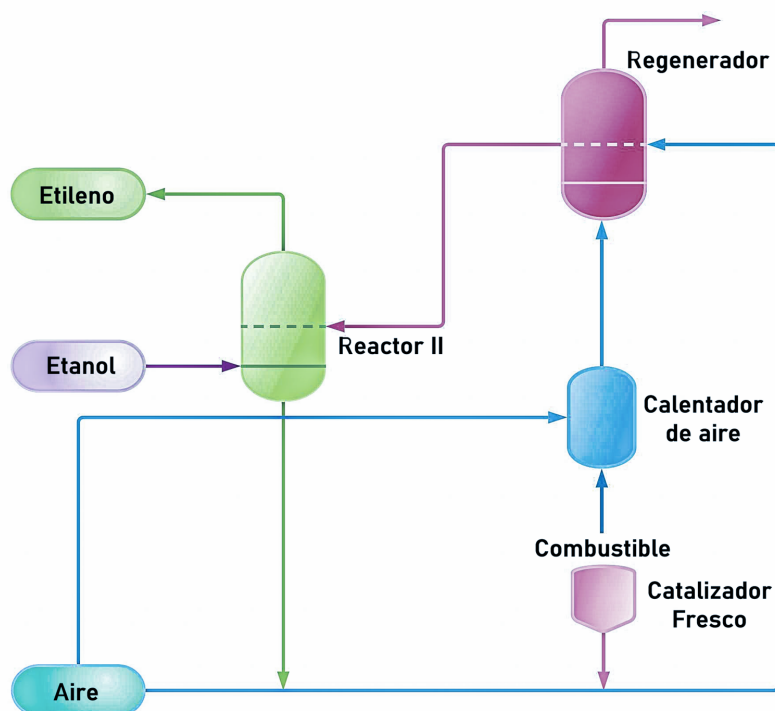 Regenerador
Etileno
Reactor II
Etanol
Calentador
de aire
Combustible
Catalizador
Fresco
Aire